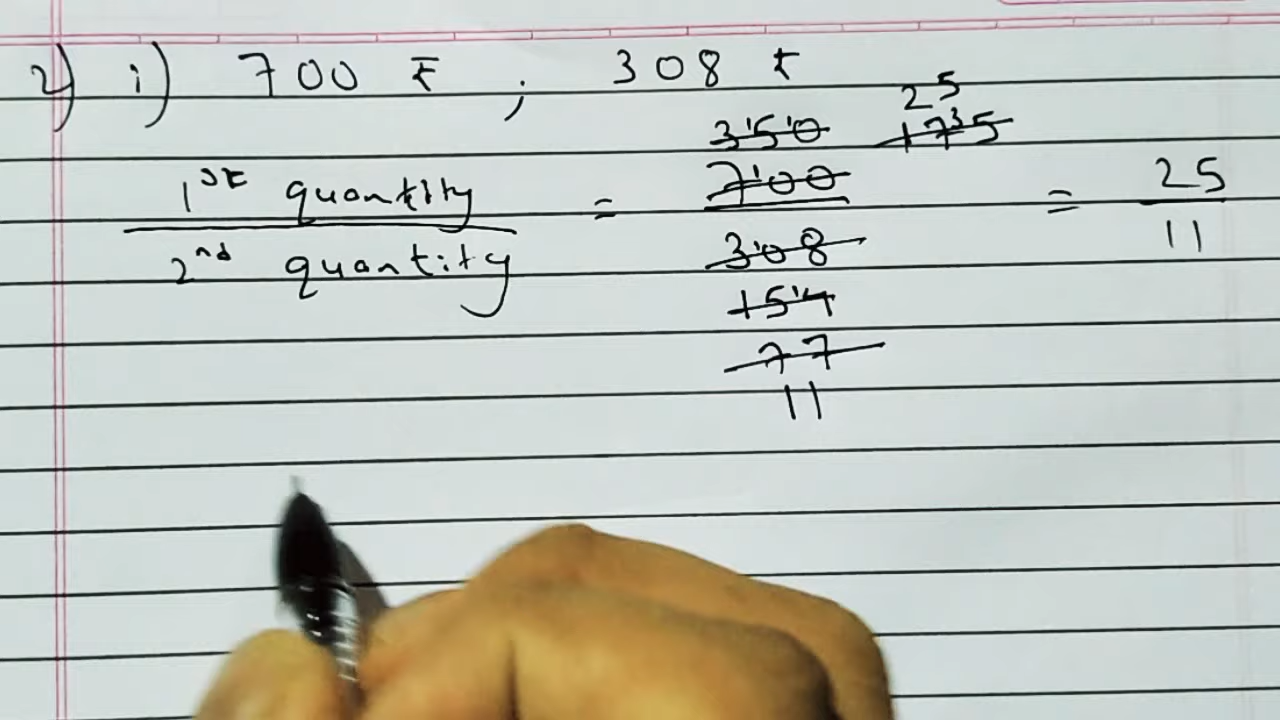 2) i) 700 ₹ ; 308 ₹
25
350 175
1st quantity / 2nd quantity = 700 / 308 = 25 / 11
154
77
11